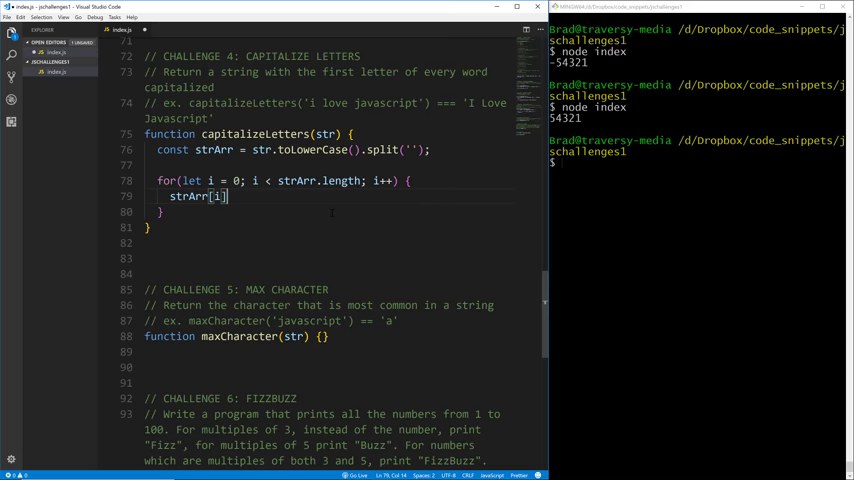 index.js - Visual Studio Code
File Edit Selection View Go Debug Tasks Help
EXPLORER
index.js
OPEN EDITORS 1 UNSAVED
index.js
JSCHALLENGES1
index.js
71
72 // CHALLENGE 4: CAPITALIZE LETTERS
73 // Return a string with the first letter of every word
capitalized
74 // ex. capitalizeLetters('i love javascript') === 'I Love
Javascript'
75 function capitalizeLetters(str) {
76 const strArr = str.toLowerCase().split('');
77
78 for(let i = 0; i < strArr.length; i++) {
79 strArr[i]
80 }
81 }
82
83
84
85 // CHALLENGE 5: MAX CHARACTER
86 // Return the character that is most common in a string
87 // ex. maxCharacter('javascript') == 'a'
88 function maxCharacter(str) {}
89
90
91
92 // CHALLENGE 6: FIZZBUZZ
93 // Write a program that prints all the numbers from 1 to
100. For multiples of 3, instead of the number, print
"Fizz", for multiples of 5 print "Buzz". For numbers
which are multiples of both 3 and 5, print "FizzBuzz".
0 0
Go Live Ln 79, Col 14 Spaces: 2 UTF-8 CRLF JavaScript Prettier
MINGW64:/d/Dropbox/code_snippets/jschallenges1
Brad@traversy-media /d/Dropbox/code_snippets/j
schallenges1
$ node index
-54321
Brad@traversy-media /d/Dropbox/code_snippets/j
schallenges1
$ node index
54321
Brad@traversy-media /d/Dropbox/code_snippets/j
schallenges1
$